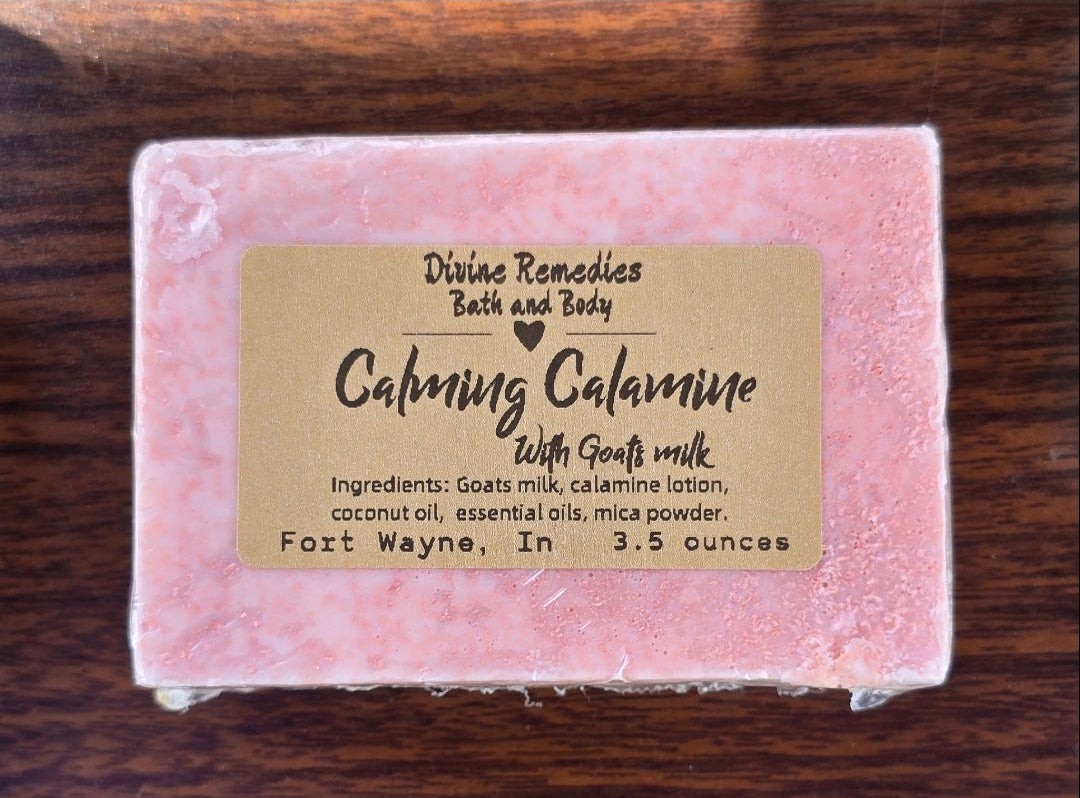 Divine Remedies
Bath and Body
Calming Calamine
With Goat's milk
Ingredients: Goats milk, calamine lotion,
coconut oil, essential oils, mica powder.
Fort Wayne, In 3.5 ounces